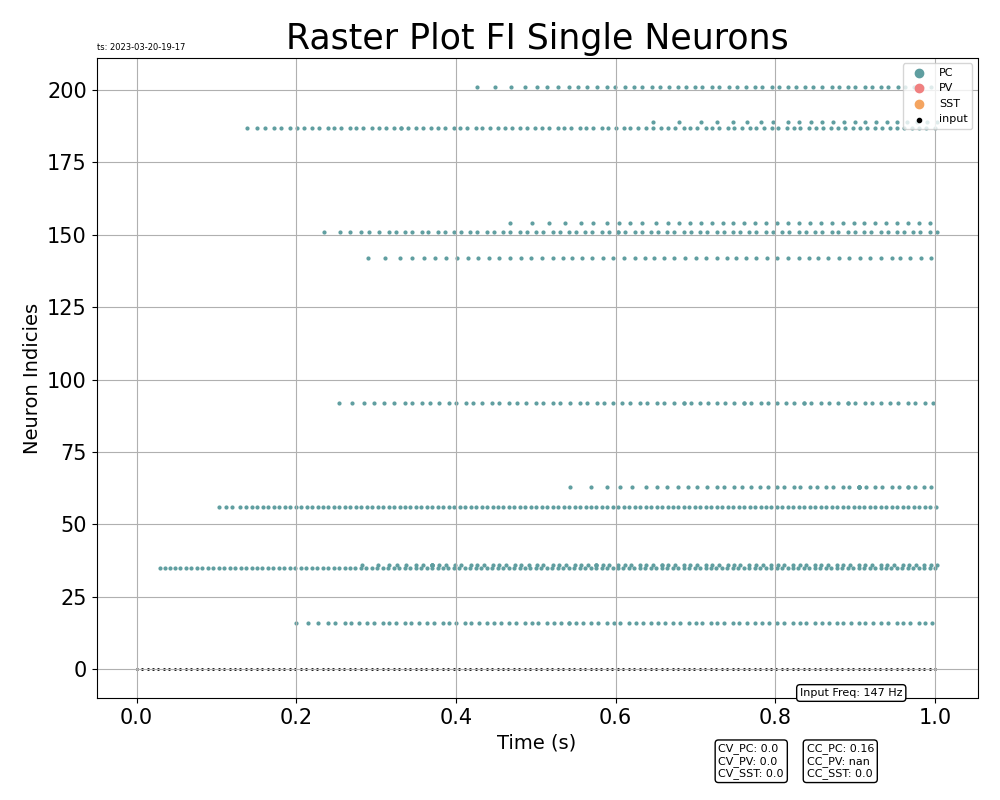 Raster Plot FI Single Neurons
ts: 2023-03-20-19-17
PC
PV
SST
input
200
175
150
125
100
75
50
25
0
Neuron Indicies
0.0 0.2 0.4 0.6 0.8 1.0
Time (s)
Input Freq: 147 Hz
CV_PC: 0.0
CV_PV: 0.0
CV_SST: 0.0
CC_PC: 0.16
CC_PV: nan
CC_SST: 0.0